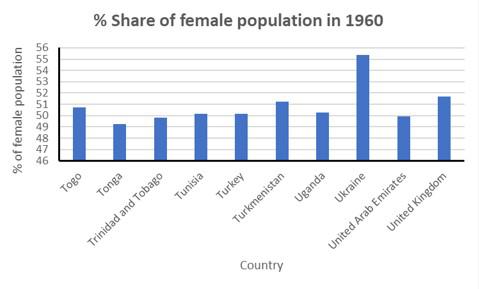 % Share of female population in 1960
% of female population
56
55
54
53
52
51
50
49
48
47
46
Togo
Tonga
Trinidad and Tobago
Tunisia
Turkey
Turkmenistan
Uganda
Ukraine
United Arab Emirates
United Kingdom
Country